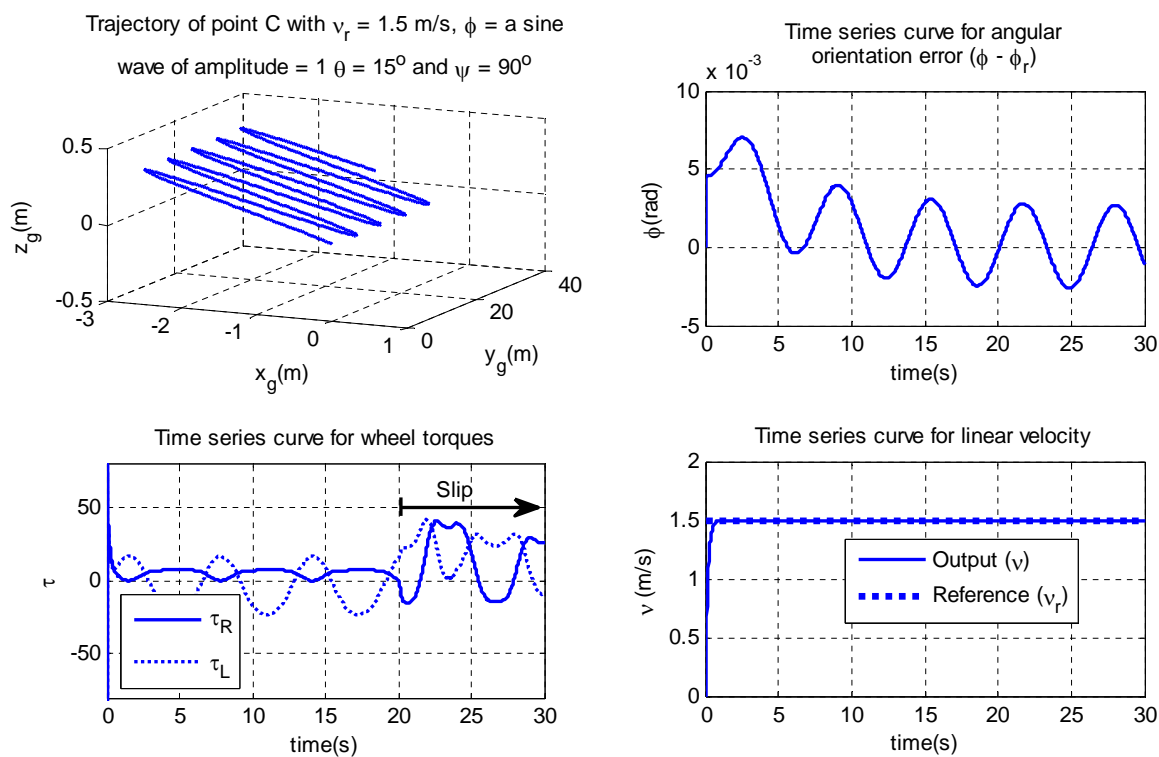 Trajectory of point C with νr = 1.5 m/s, ϕ = a sine
wave of amplitude = 1 θ = 15o and ψ = 90o
0.5
0
-0.5
zg(m)
-3
-2
-1
0
1
xg(m)
0
20
40
yg(m)
Time series curve for angular
orientation error (ϕ - ϕr)
x 10-3
10
5
0
-5
ϕ(rad)
0
5
10
15
20
25
30
time(s)
Time series curve for wheel torques
50
0
-50
τ
Slip
τR
τL
0
5
10
15
20
25
30
time(s)
Time series curve for linear velocity
2
1.5
1
0.5
0
ν (m/s)
Output (ν)
Reference (νr)
0
5
10
15
20
25
30
time(s)